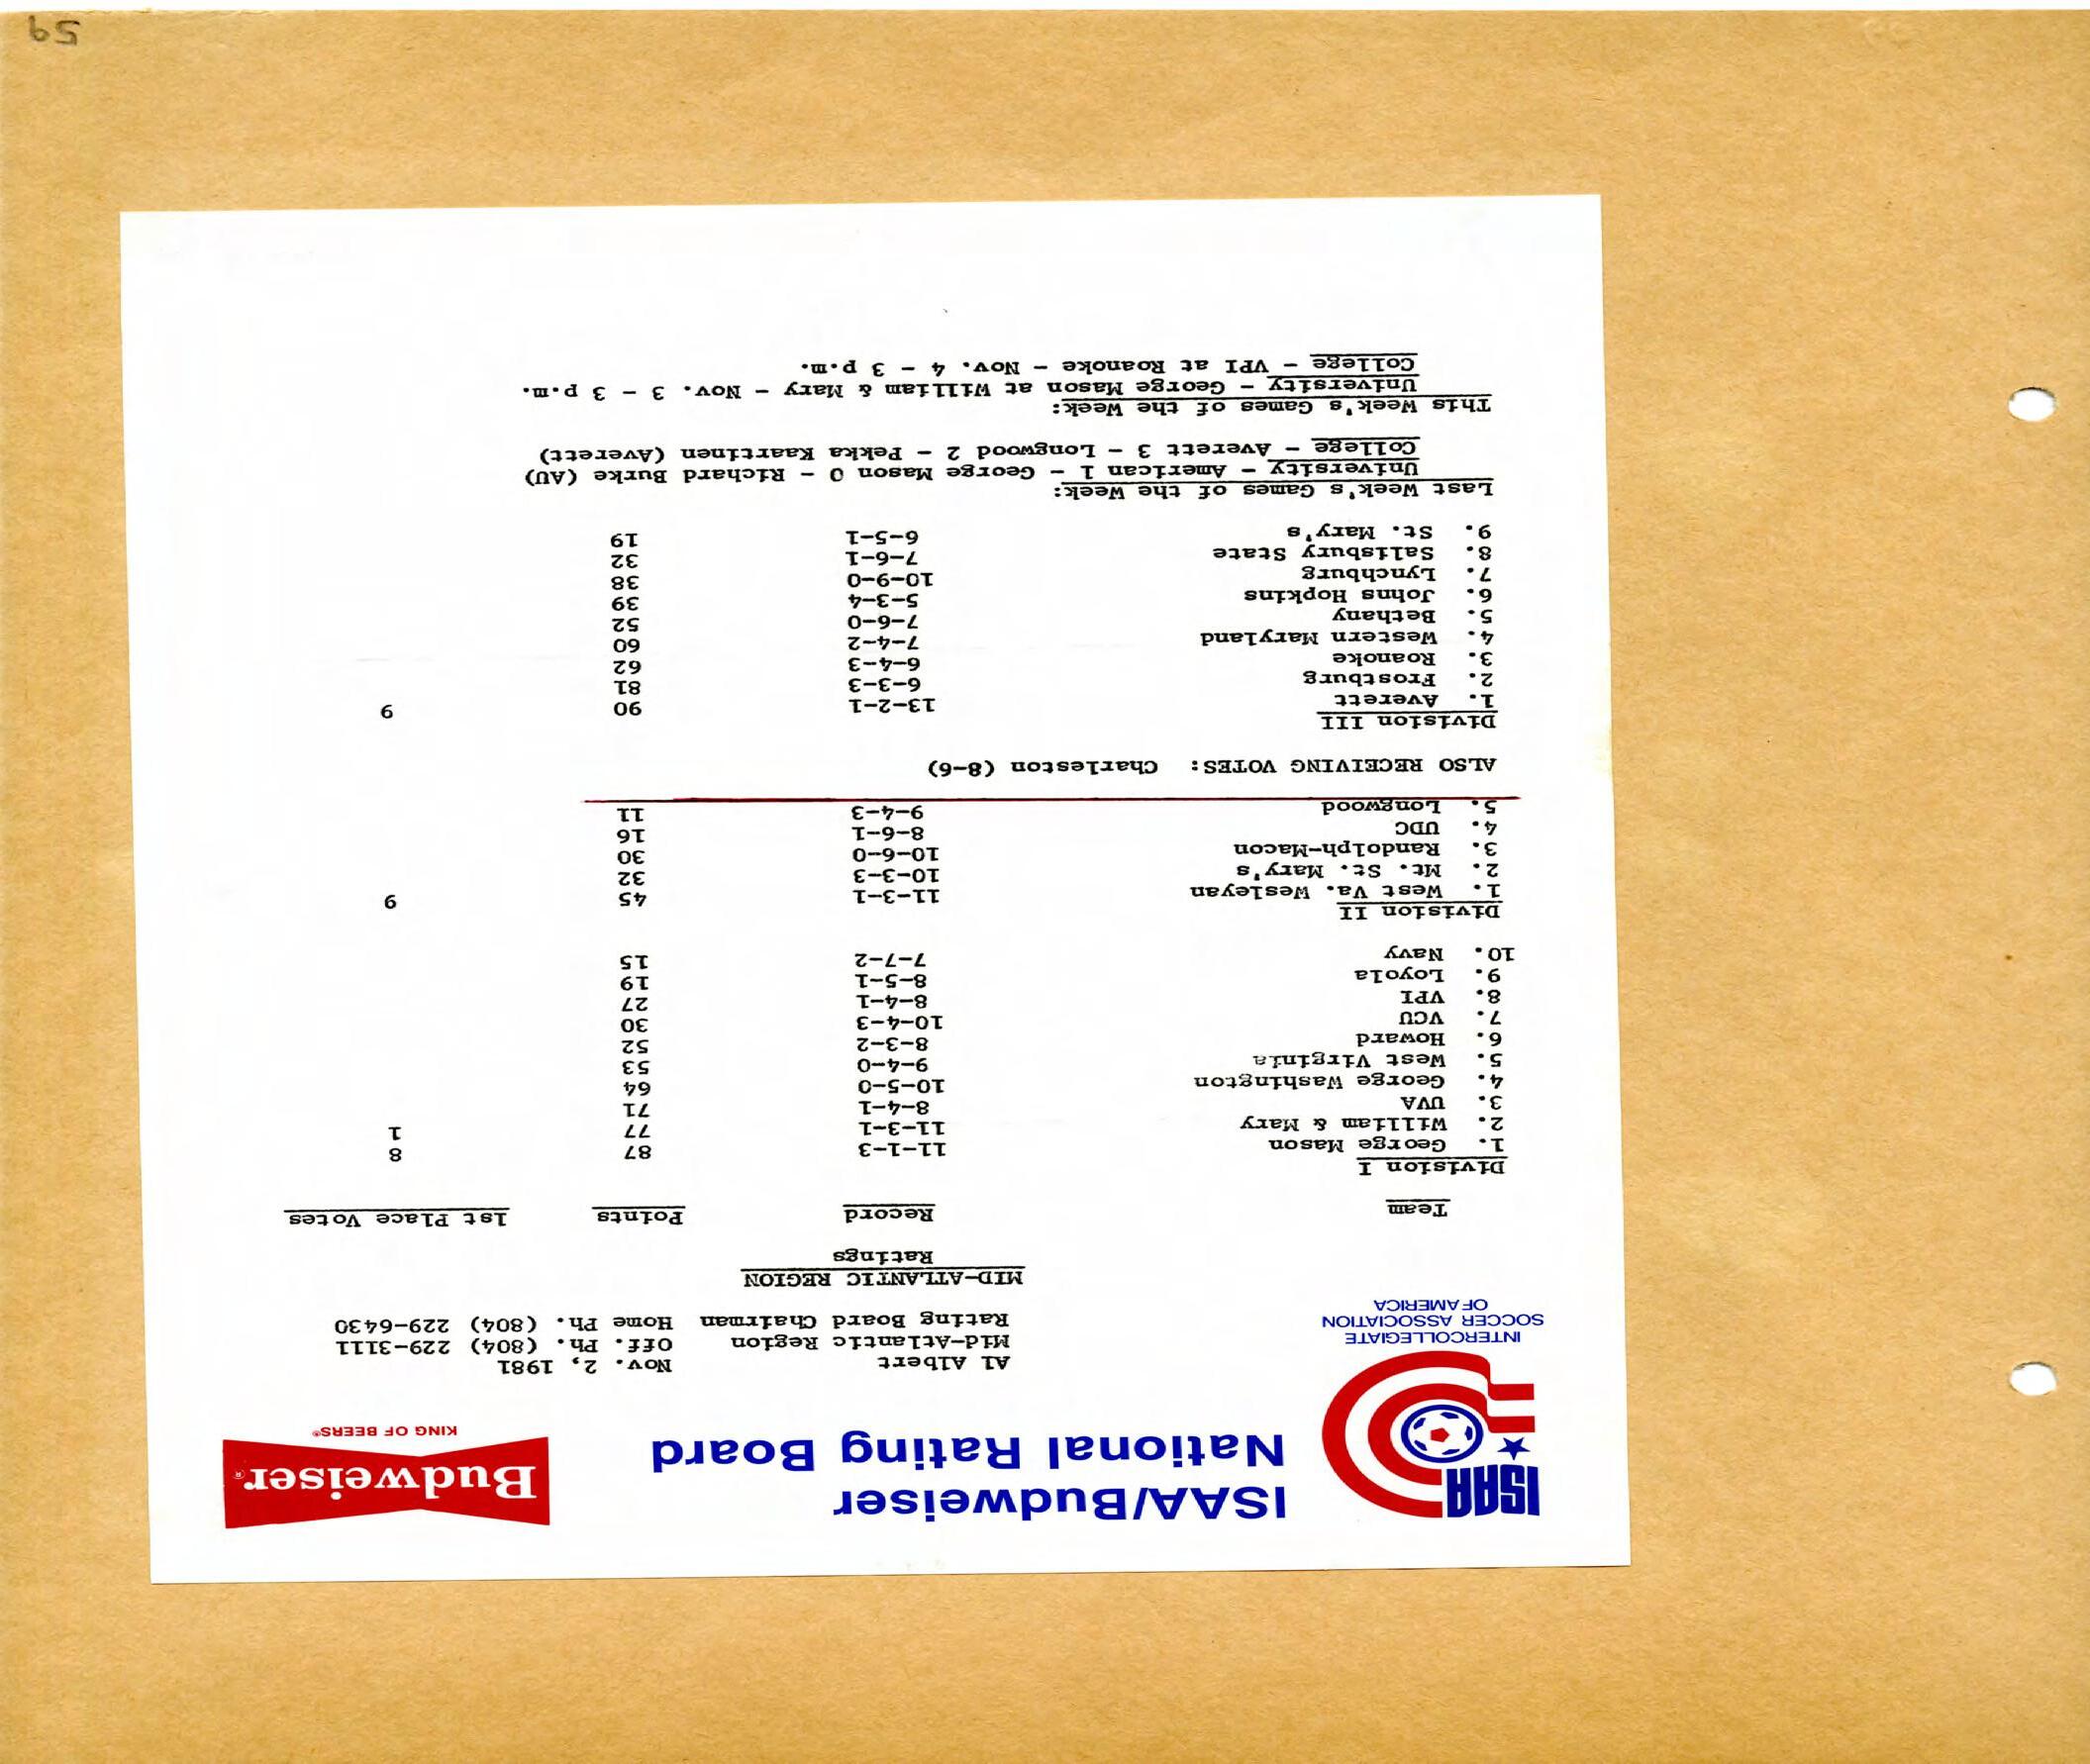 ISAA
INTERCOLLEGIATE
SOCCER ASSOCIATION
OF AMERICA
ISAA/Budweiser
National Rating Board
Budweiser®
KING OF BEERS®
Al Albert Nov. 2, 1981
Mid-Atlantic Region Off. Ph. (804) 229-3111
Rating Board Chairman Home Ph. (804) 229-6430
MID-ATLANTIC REGION
Ratings
Team Record Points 1st Place Votes
Division I
1. George Mason 11-1-3 87 8
2. William & Mary 11-3-1 77 1
3. UVA 8-4-1 71
4. George Washington 10-5-0 64
5. West Virginia 9-4-0 53
6. Howard 8-3-2 52
7. VCU 10-4-3 30
8. VPI 8-4-1 27
9. Loyola 8-5-1 19
10. Navy 7-7-2 15
Division II
1. West Va. Wesleyan 11-3-1 45 9
2. Mt. St. Mary's 10-3-3 32
3. Randolph-Macon 10-6-0 30
4. UDC 8-6-1 16
5. Longwood 9-4-3 11
ALSO RECEIVING VOTES: Charleston (8-6)
Division III
1. Averett 13-2-1 90 9
2. Frostburg 6-3-3 81
3. Roanoke 6-4-3 62
4. Western Maryland 7-4-2 60
5. Bethany 7-6-0 52
6. Johns Hopkins 5-3-4 39
7. Lynchburg 10-9-0 38
8. Salisbury State 7-6-1 32
9. St. Mary's 6-5-1 19
Last Week's Games of the Week:
University - American 1 - George Mason 0 - Richard Burke (AU)
College - Averett 3 - Longwood 2 - Pekka Kaartinen (Averett)
This Week's Games of the Week:
University - George Mason at William & Mary - Nov. 3 - 3 p.m.
College - VPI at Roanoke - Nov. 4 - 3 p.m.
59